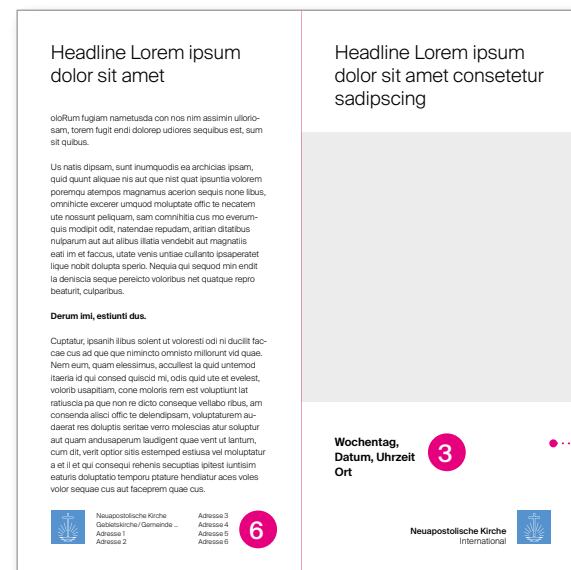 Headline Lorem ipsum
dolor sit amet
oloRum fugiam nametusda con nos nim assimin ullorio-
sam, torem fugit endi dolorep udiores sequibus est, sum
sit quibus.
Us natis dipsam, sunt inumquodis ea archicias ipsam,
quid qunt aliquae nis aut que nist quat ipsuntia volorem
poremqu atempos magnamus acerion sequis none libus,
omnihicte excerer umquod moluptate offic te necatem
ute nossunt peliquam, sam comnihitia cus mo everum-
quis modipit odit, natendae repudam, aritian ditatibus
nulparum aut aut alibus illatia vendebit aut magnatiis
eati im et faccus, utate venis untiae cullanto ipsaperatet
lique nobit dolupta sperio. Nequia qui sequod min endit
la deniscia seque pereicto voloribus net quatque repro
beaturit, culparibus.
Derum imi, estiunti dus.
Cuptatur, ipsanih ilibus solent ut voloresti odi ni ducilit fac-
cae cus ad que que nimincto omnisto millorunt vid quae.
Nem eum, quam elessimus, accullest la quid untemod
itaeria id qui consed quiscid mi, odis quid ute et evelest,
volorib usapitiam, cone moloris rem est voluptiunt lat
ratiuscia pa que non re dicto conseque vellabo ribus, am
consenda alisci offic te delendipsam, voluptaturem au-
daerat res doluptis seritae verro molescias atur soluptur
aut quam andusaperum laudigent quae vent ut lantum,
cum dit, verit optior sitis estemped estiusa vel moluptatur
a et il et qui consequi rehenis secuptias ipitest iuntisim
eaturis doluptatio temporu ptature hendiatur aces voles
volor sequae cus aut faceprem quae cus.
Neuapostolische Kirche
Gebietskirche/Gemeinde ...
Adresse 1
Adresse 2
Adresse 3
Adresse 4
Adresse 5
Adresse 6
6
Headline Lorem ipsum
dolor sit amet consetetur
sadipscing
Wochentag,
Datum, Uhrzeit
Ort
3
Neuapostolische Kirche
International